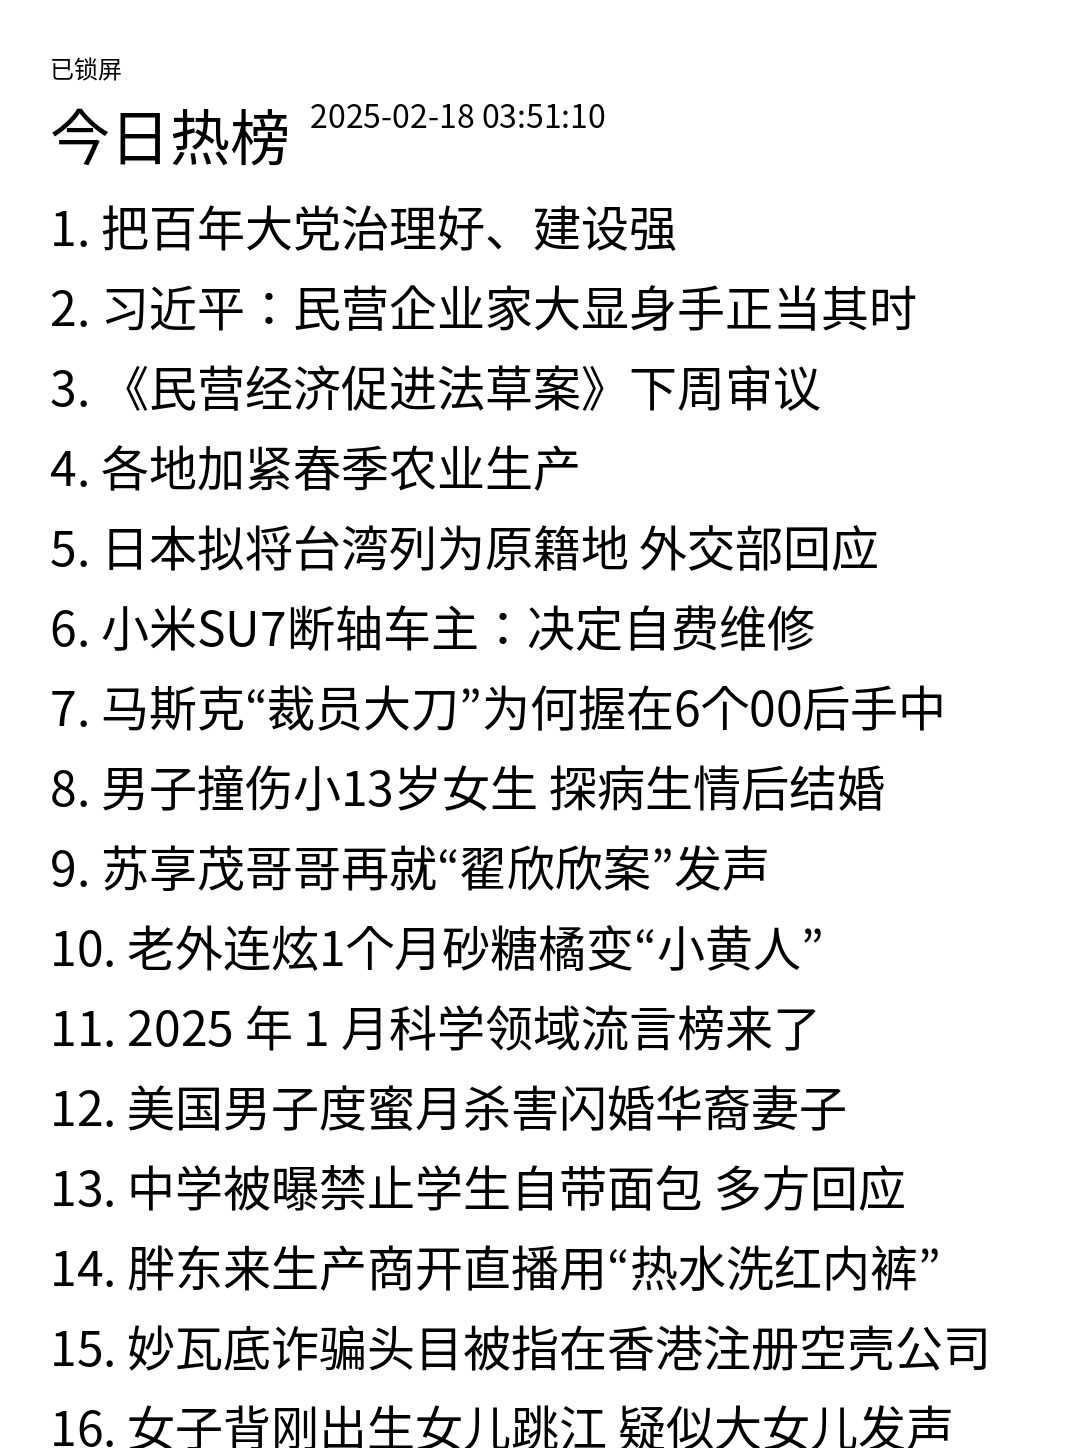 已锁屏
今日热榜 2025-02-18 03:51:10
1. 把百年大党治理好、建设强
2. 习近平：民营企业家大显身手正当其时
3. 《民营经济促进法草案》下周审议
4. 各地加紧春季农业生产
5. 日本拟将台湾列为原籍地 外交部回应
6. 小米SU7断轴车主：决定自费维修
7. 马斯克“裁员大刀”为何握在6个00后手中
8. 男子撞伤小13岁女生 探病生情后结婚
9. 苏享茂哥哥再就“翟欣欣案”发声
10. 老外连炫1个月砂糖橘变“小黄人”
11. 2025 年 1 月科学领域流言榜来了
12. 美国男子度蜜月杀害闪婚华裔妻子
13. 中学被曝禁止学生自带面包 多方回应
14. 胖东来生产商开直播用“热水洗红内裤”
15. 妙瓦底诈骗头目被指在香港注册空壳公司
16. 女子背刚出生女儿跳江 疑似大女儿发声